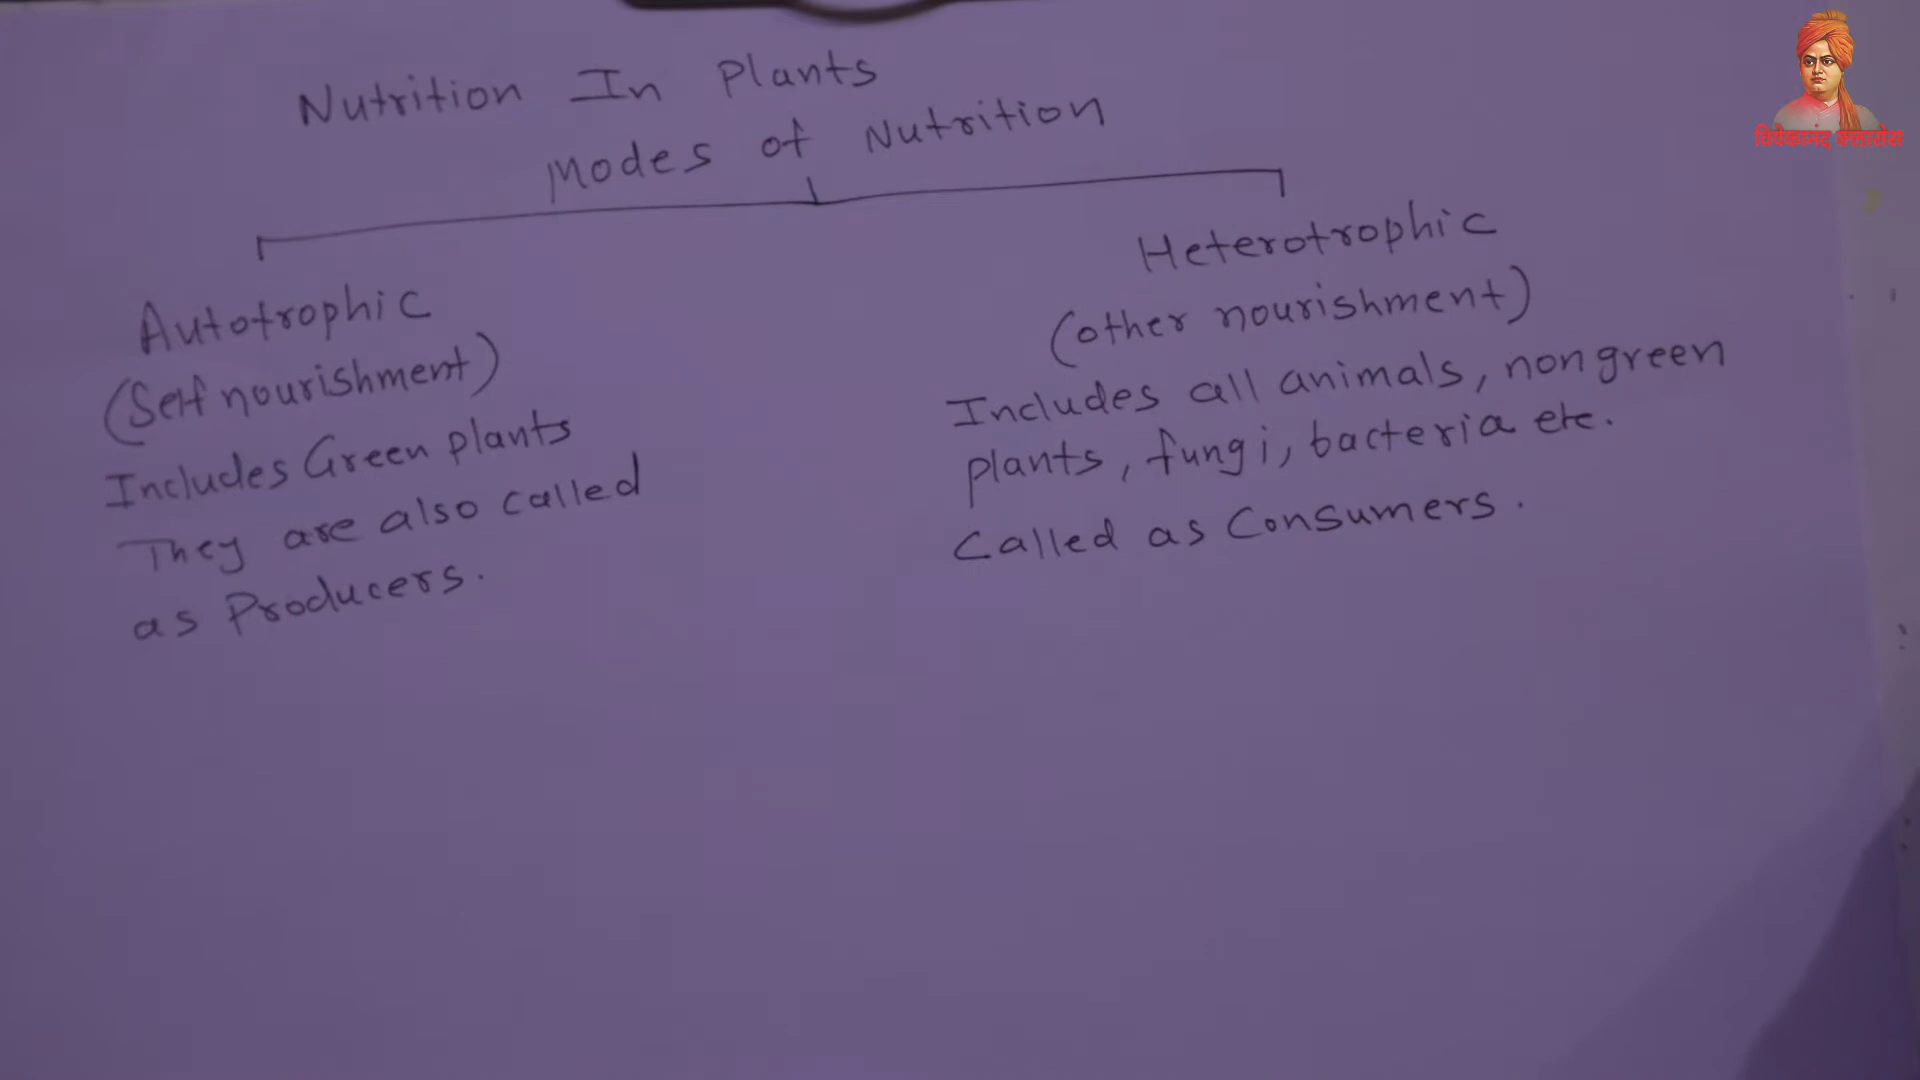 Nutrition In Plants
Modes of Nutrition
Autotrophic
(Self nourishment)
Includes Green plants
They are also called
as Producers.
Heterotrophic
(other nourishment)
Includes all animals, non green
plants, fungi, bacteria etc.
Called as Consumers.
विवेकानंद क्लासेस